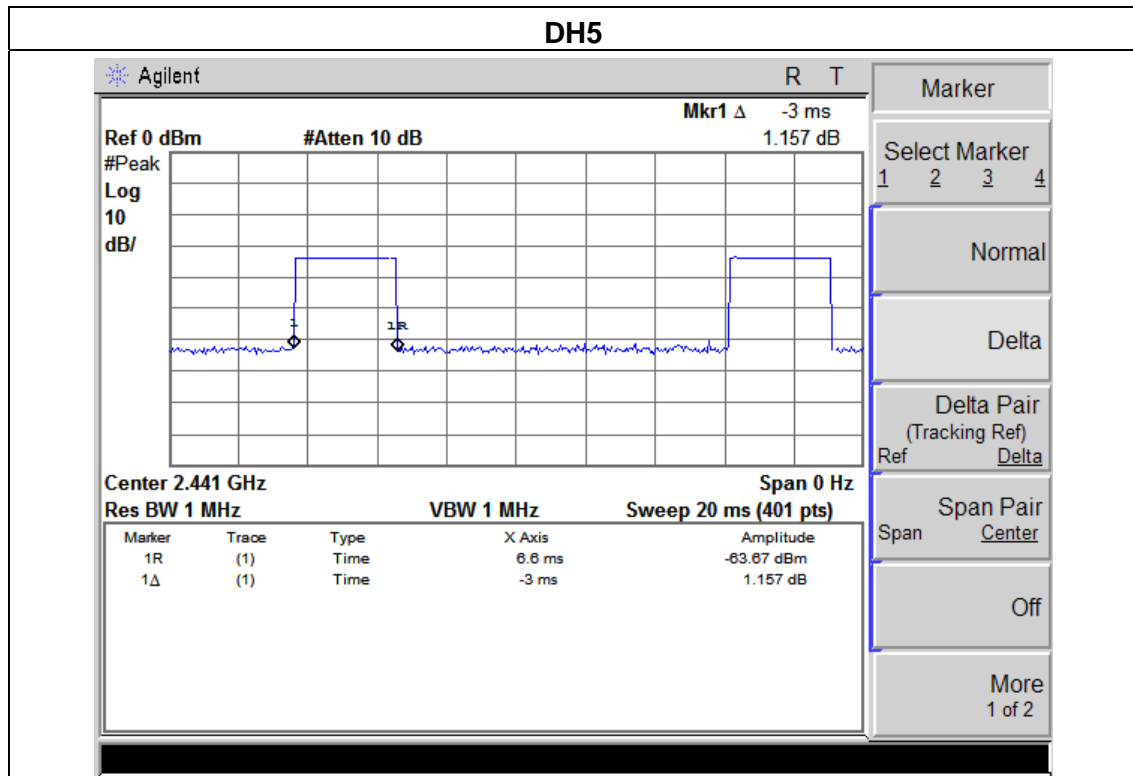 DH5
Agilent R T
Mkr1 Δ -3 ms
Ref 0 dBm #Atten 10 dB 1.157 dB
#Peak
Log
10
dB/
1 1R
Center 2.441 GHz Span 0 Hz
Res BW 1 MHz VBW 1 MHz Sweep 20 ms (401 pts)
Marker Trace Type X Axis Amplitude
1R (1) Time 6.6 ms -63.67 dBm
1Δ (1) Time -3 ms 1.157 dB
Marker
Select Marker
1 2 3 4
Normal
Delta
Delta Pair
(Tracking Ref)
Ref Delta
Span Pair
Span Center
Off
More
1 of 2